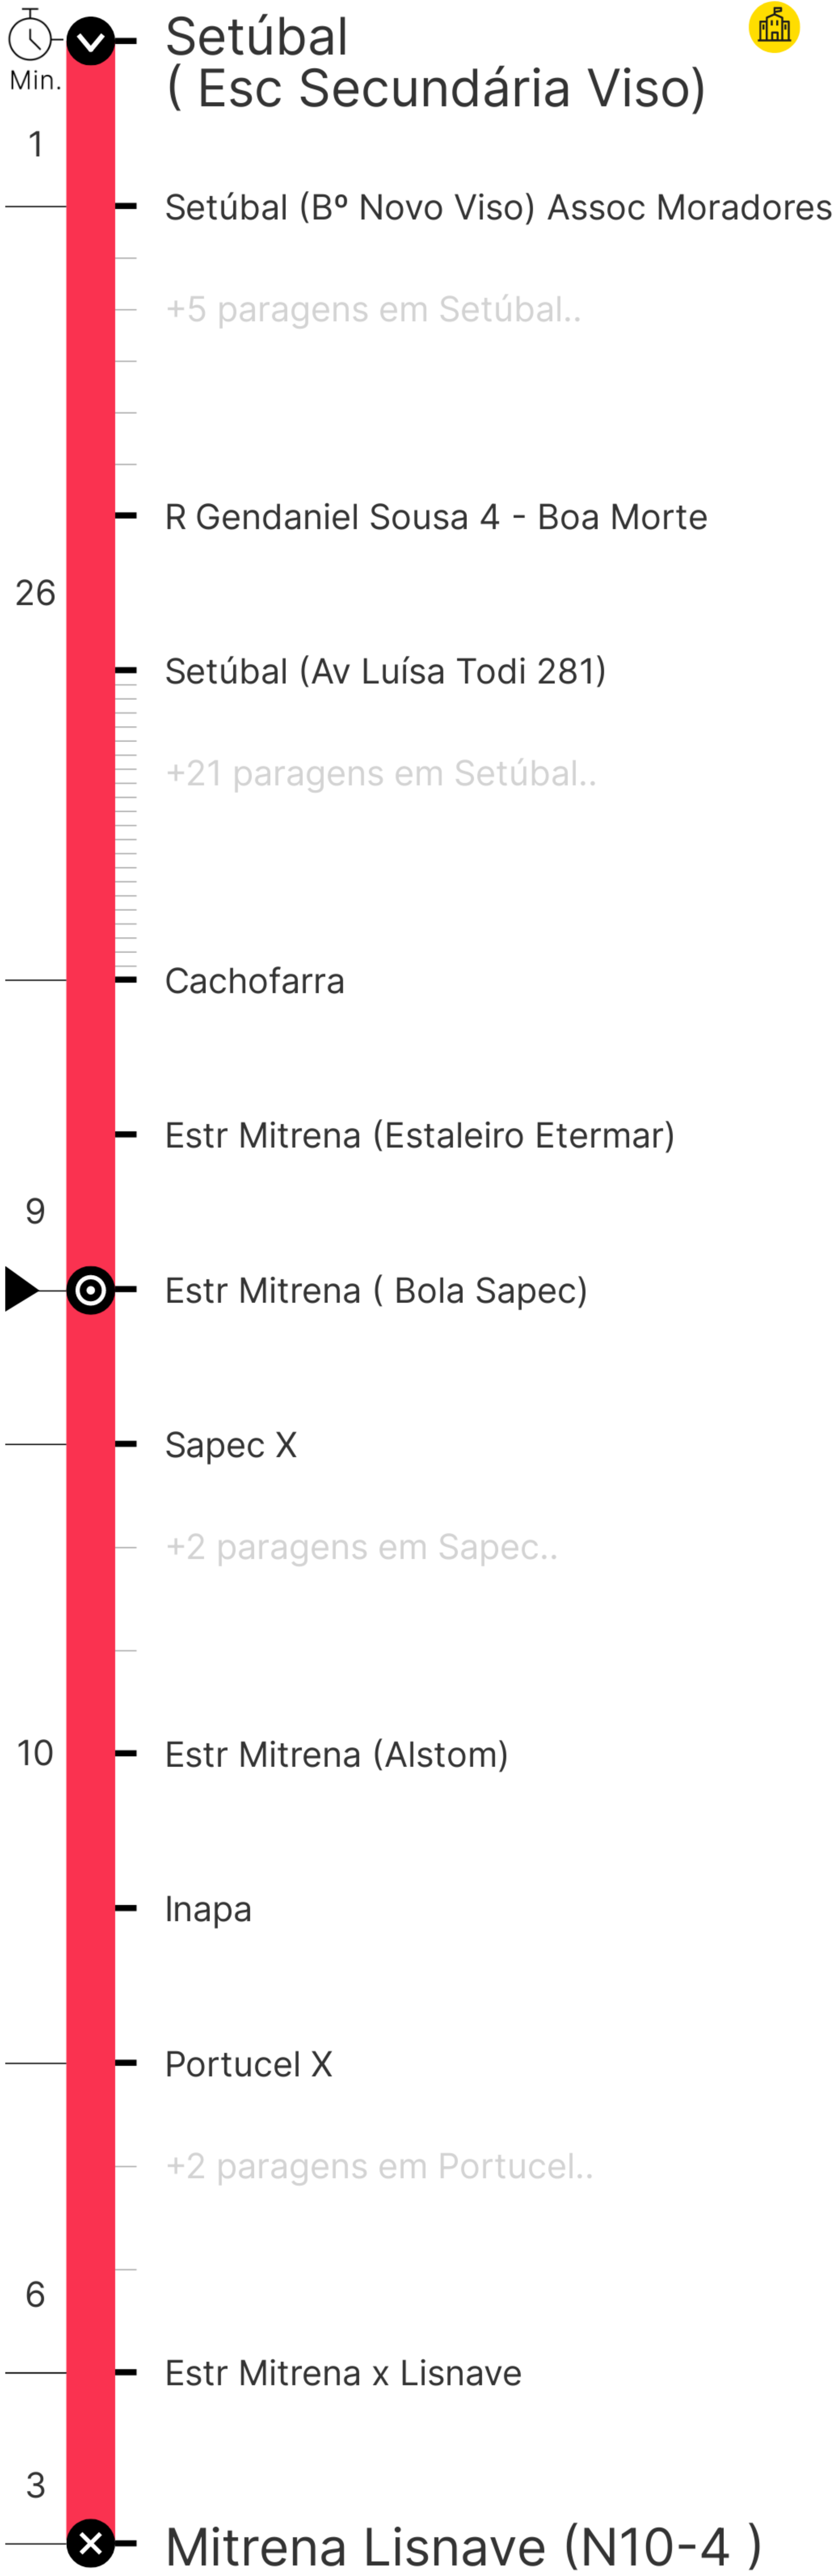 Setúbal
( Esc Secundária Viso)
Min.
1
Setúbal (Bº Novo Viso) Assoc Moradores
+5 paragens em Setúbal..
R Gendaniel Sousa 4 - Boa Morte
26
Setúbal (Av Luísa Todi 281)
+21 paragens em Setúbal..
Cachofarra
Estr Mitrena (Estaleiro Etermar)
9
Estr Mitrena ( Bola Sapec)
Sapec X
+2 paragens em Sapec..
10
Estr Mitrena (Alstom)
Inapa
Portucel X
+2 paragens em Portucel..
6
Estr Mitrena x Lisnave
3
Mitrena Lisnave (N10-4 )